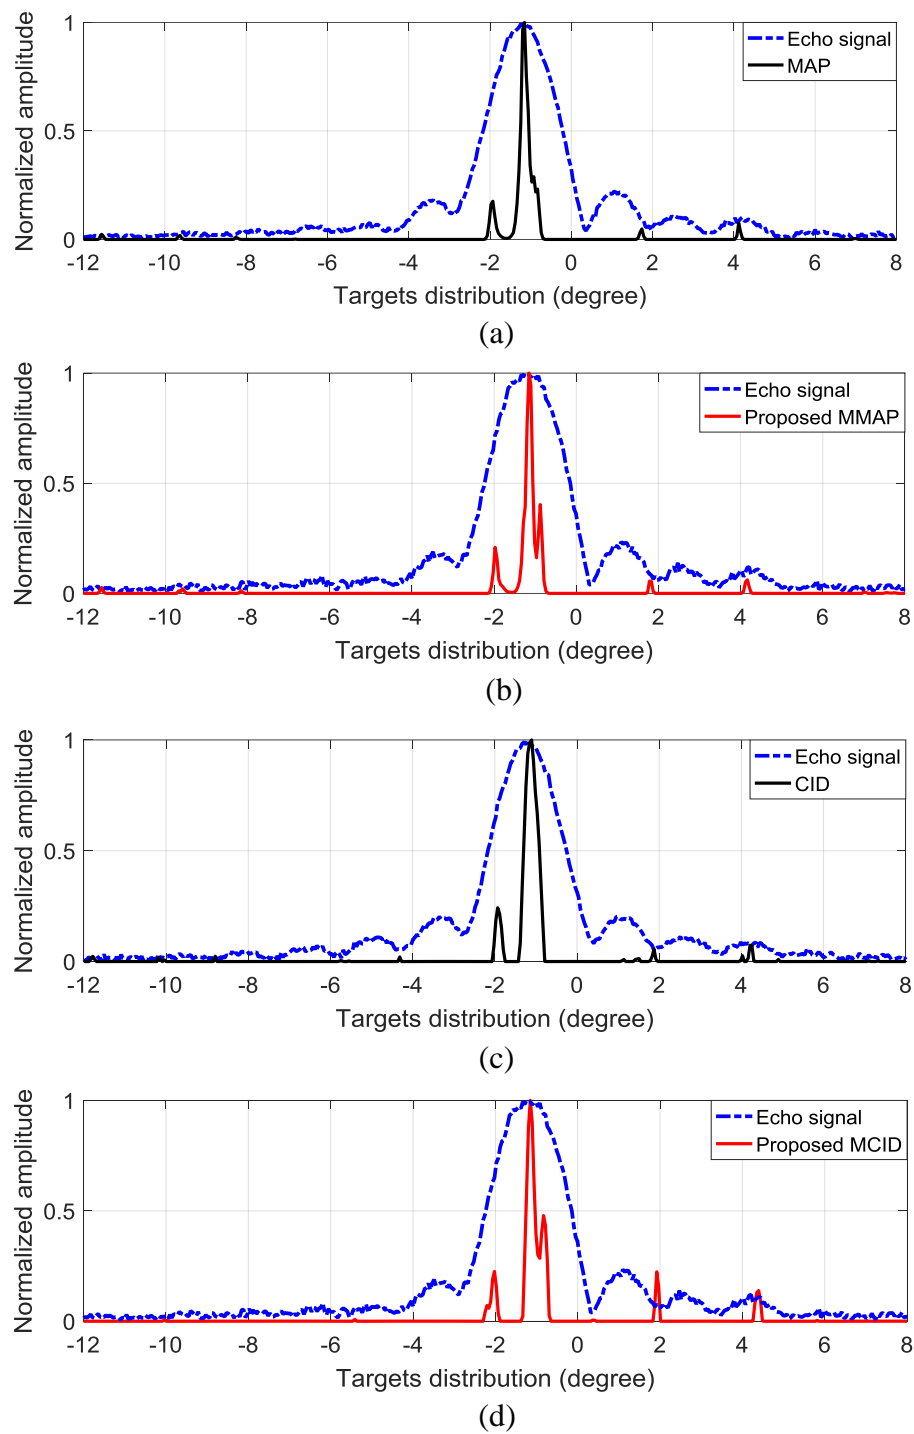 Normalized amplitude
1
0.5
0
Echo signal
MAP
-12 -10 -8 -6 -4 -2 0 2 4 6 8
Targets distribution (degree)
(a)
Normalized amplitude
1
0.5
0
Echo signal
Proposed MMAP
-12 -10 -8 -6 -4 -2 0 2 4 6 8
Targets distribution (degree)
(b)
Normalized amplitude
1
0.5
0
Echo signal
CID
-12 -10 -8 -6 -4 -2 0 2 4 6 8
Targets distribution (degree)
(c)
Normalized amplitude
1
0.5
0
Echo signal
Proposed MCID
-12 -10 -8 -6 -4 -2 0 2 4 6 8
Targets distribution (degree)
(d)